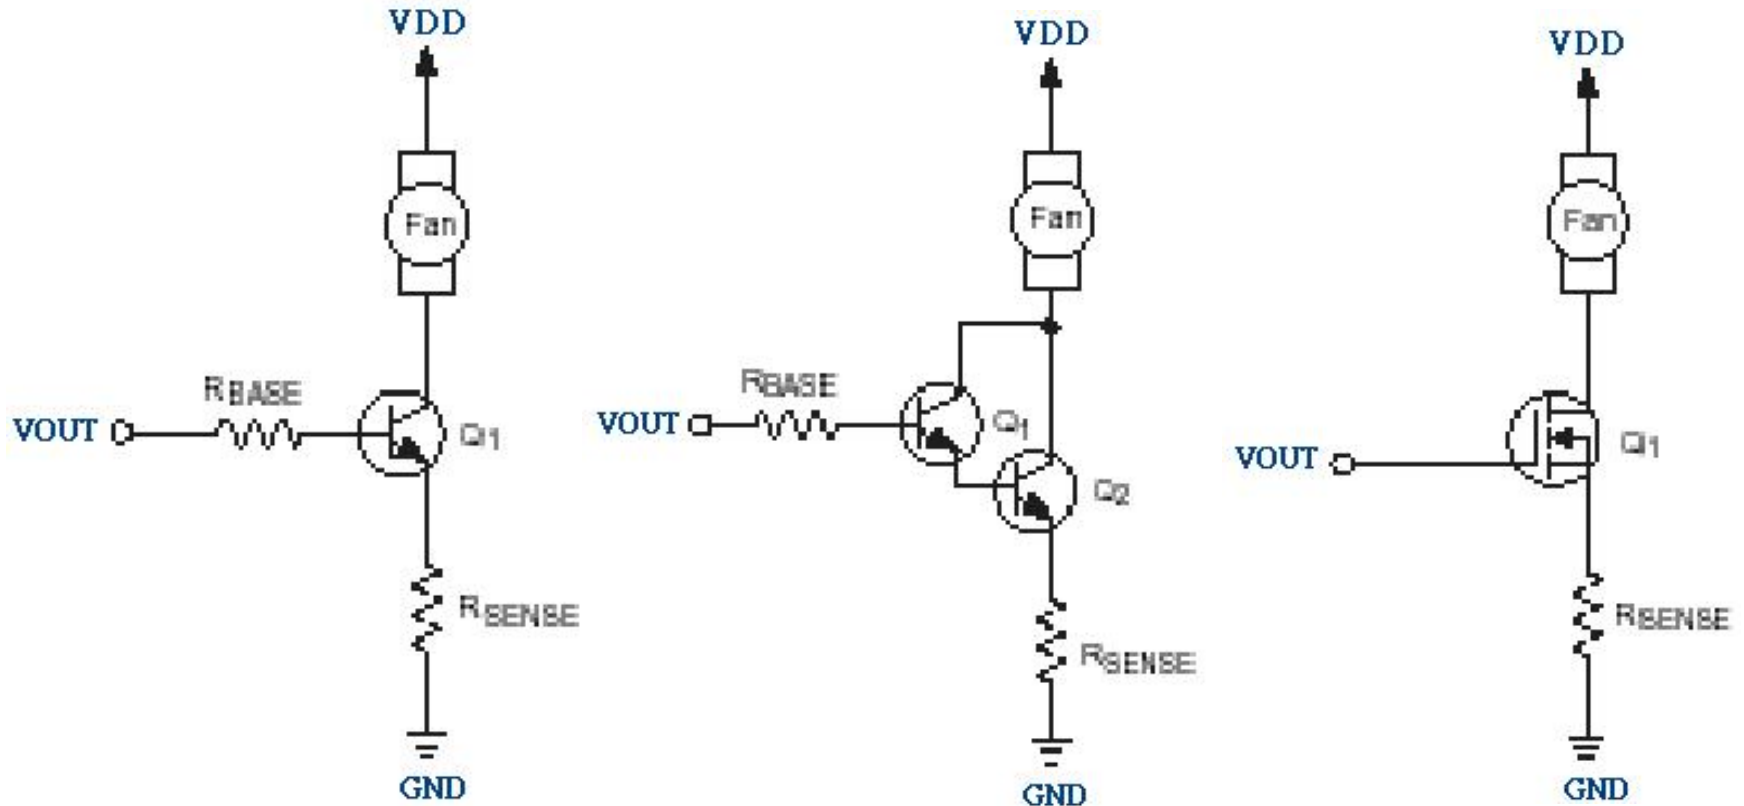 VDD
Fan
RBASE
VOUT
Q1
RSENSE
GND
VDD
Fan
RBASE
VOUT
Q1
Q2
RSENSE
GND
VDD
Fan
VOUT
Q1
RSENSE
GND